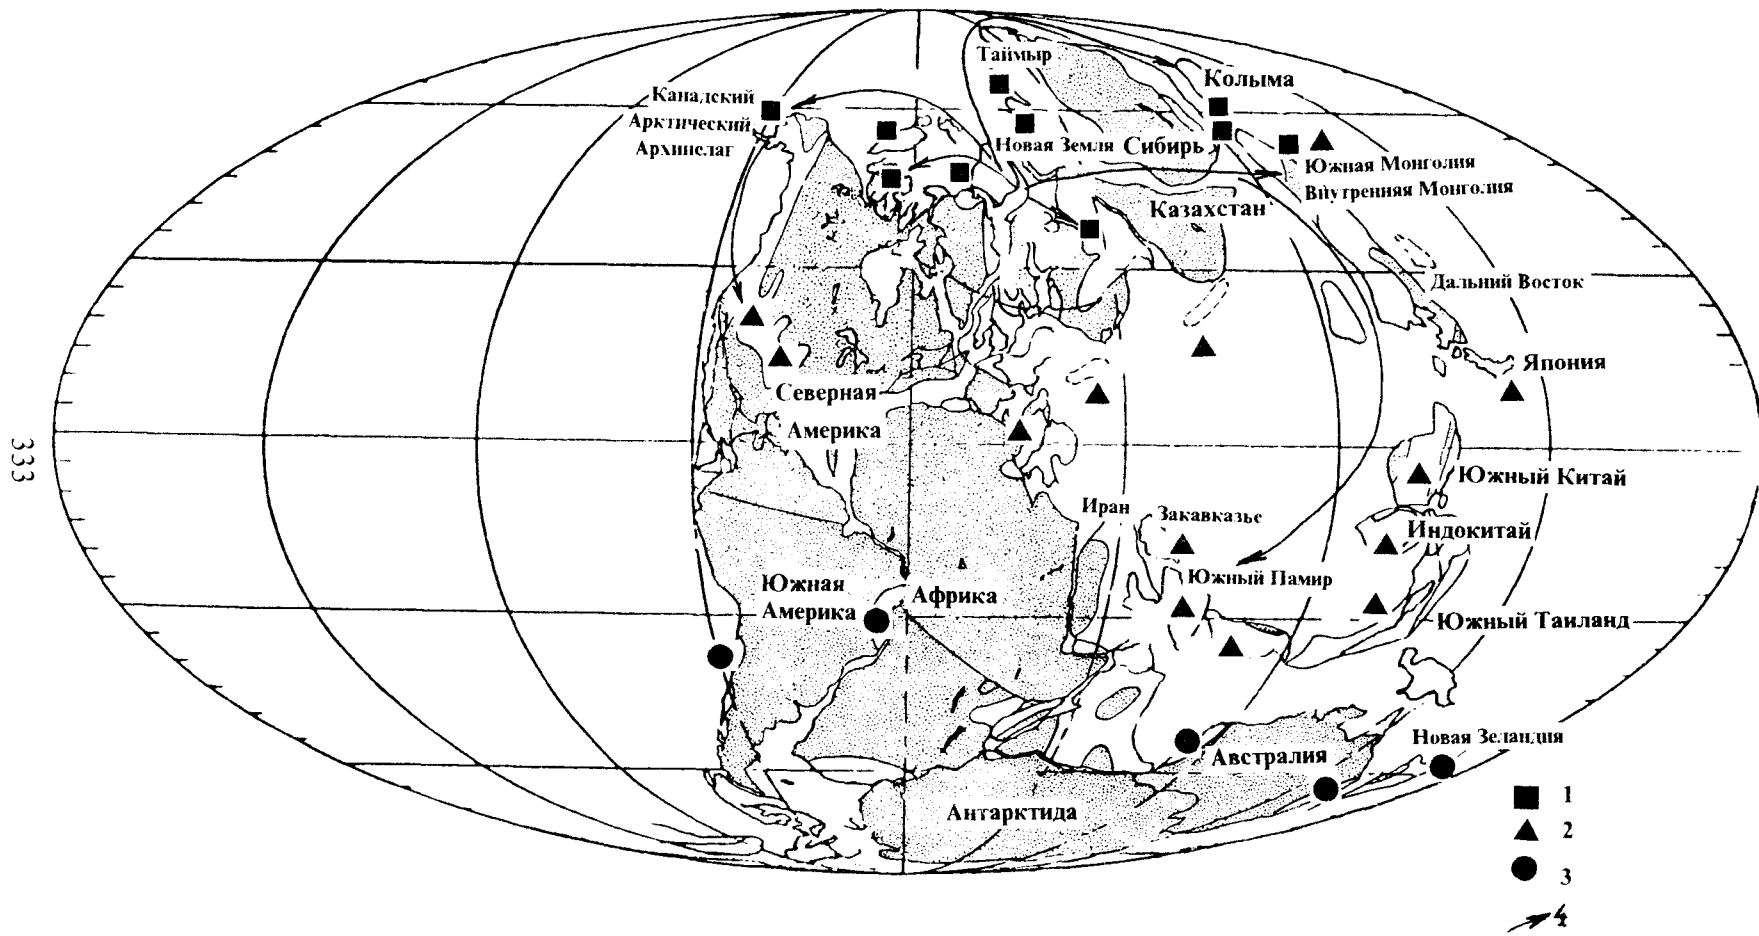 Таймыр
Колыма
Канадский
Арктический
Архипелаг
Новая Земля
Сибирь
Южная Монголия
Внутренняя Монголия
Казахстан
Дальний Восток
Япония
Северная
Америка
333
Южный Китай
Иран
Закавказье
Индокитай
Южный Памир
Южная
Америка
Африка
Южный Таиланд
Новая Зеландия
Австралия
Антарктида
1
2
3
4